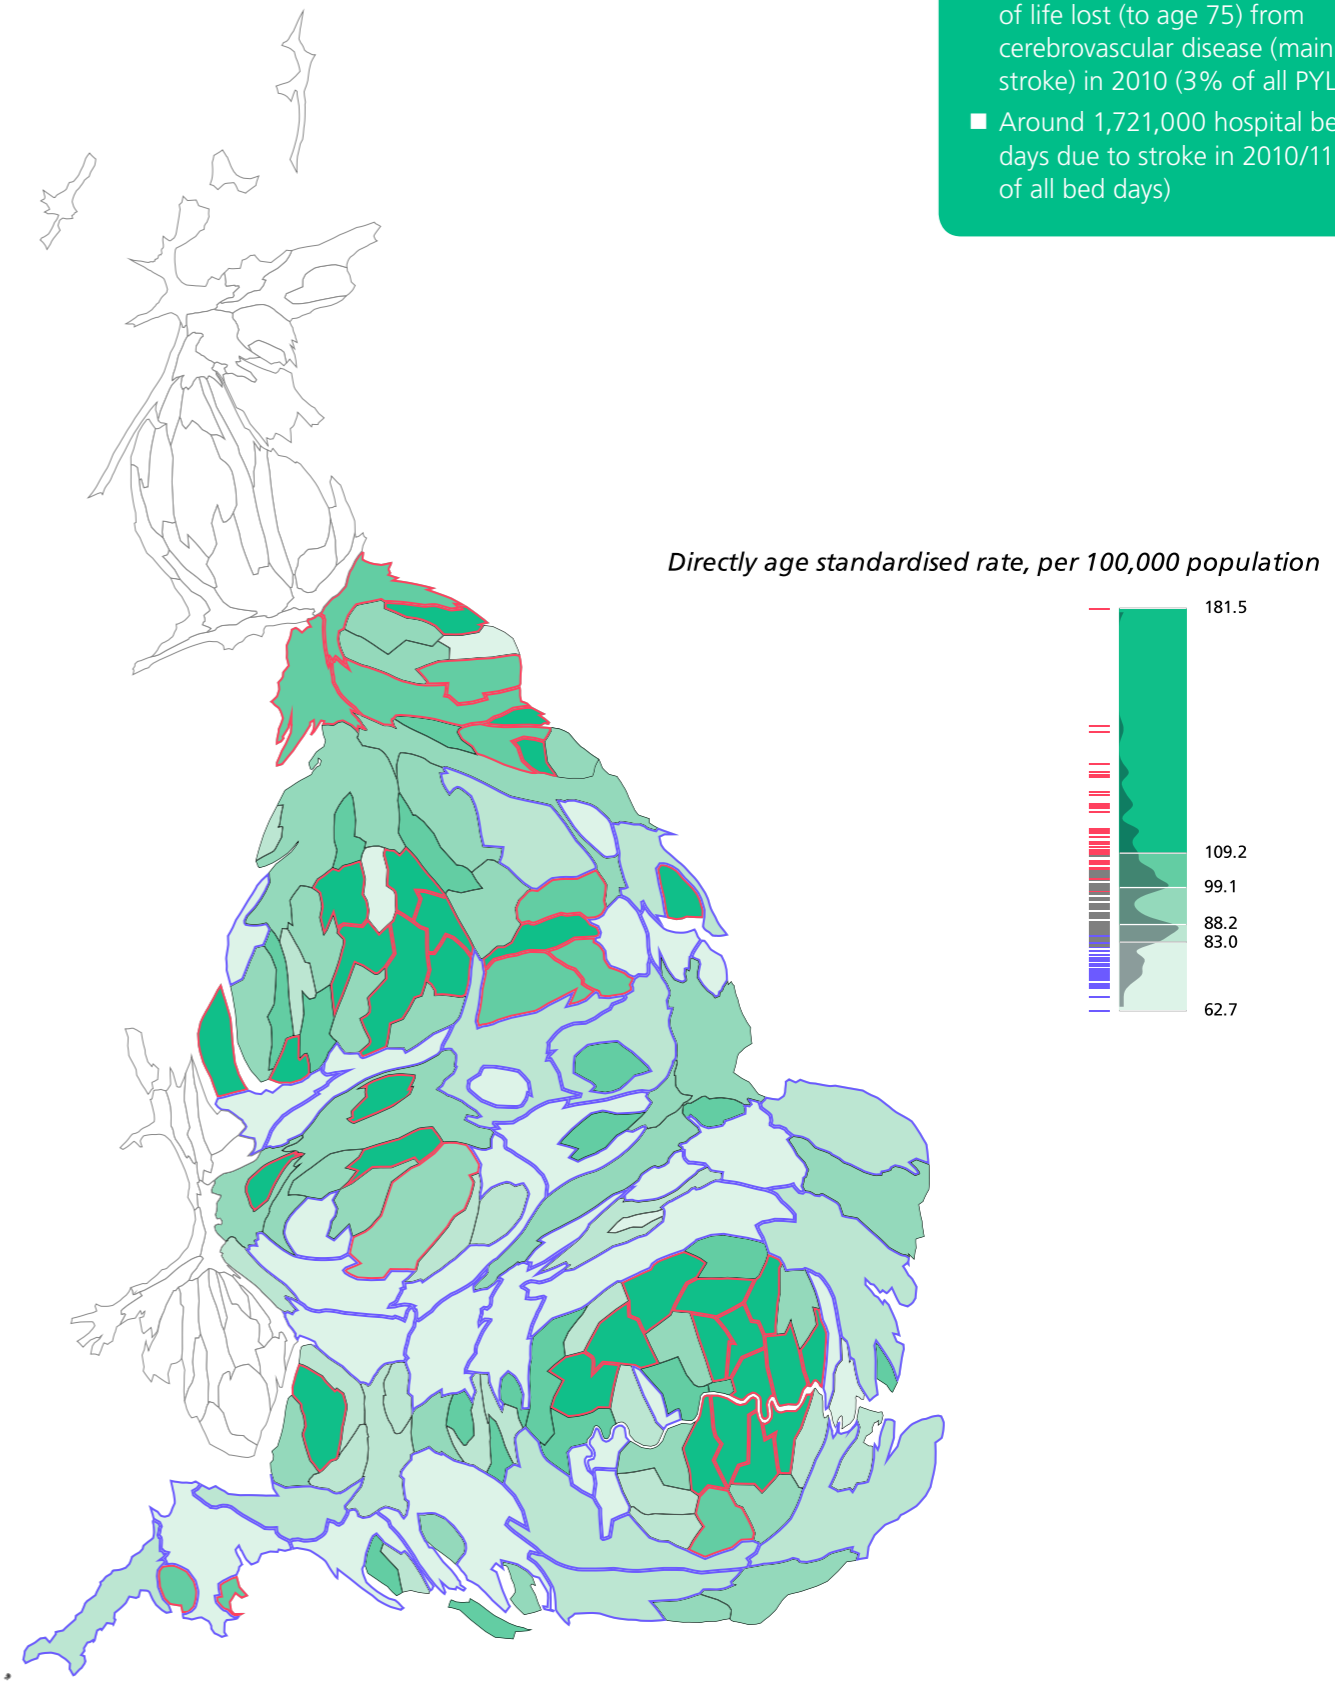 of life lost (to age 75) from
cerebrovascular disease (main
stroke) in 2010 (3% of all PYL
■ Around 1,721,000 hospital be
days due to stroke in 2010/11
of all bed days)
Directly age standardised rate, per 100,000 population
181.5
109.2
99.1
88.2
83.0
62.7